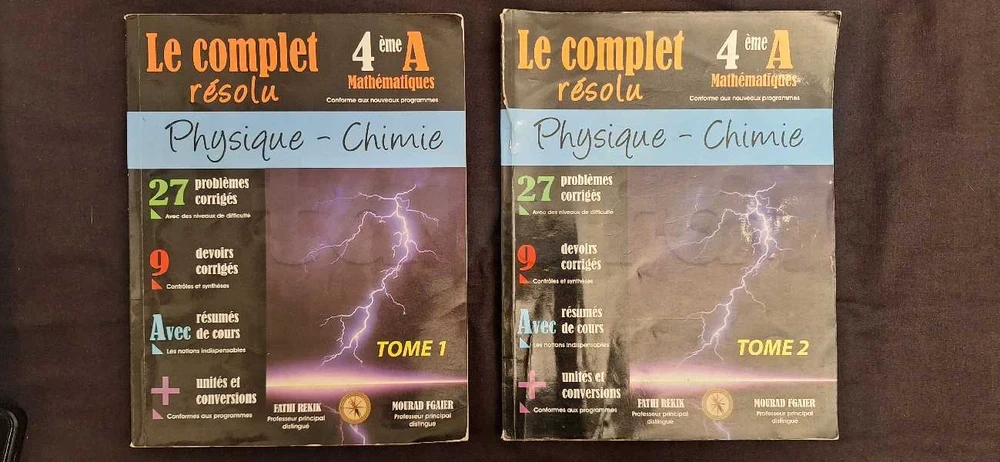 Le complet
résolu
4ème A
Mathématiques
Conforme aux nouveaux programmes
Physique - Chimie
27 problèmes
corrigés
Avec des niveaux de difficulté
9 devoirs
corrigés
Contrôles et synthèses
Avec résumés
de cours
Les notions indispensables
+ unités et
conversions
Conformes aux programmes
TOME 1
FATHI REKIK
Professeur principal
distingué
MOURAD FGAIER
Professeur principal
distingué
Le complet
résolu
4ème A
Mathématiques
Conforme aux nouveaux programmes
Physique - Chimie
27 problèmes
corrigés
Avec des niveaux de difficulté
9 devoirs
corrigés
Contrôles et synthèses
Avec résumés
de cours
Les notions indispensables
+ unités et
conversions
Conformes aux programmes
TOME 2
FATHI REKIK
Professeur principal
distingué
MOURAD FGAIER
Professeur principal
distingué